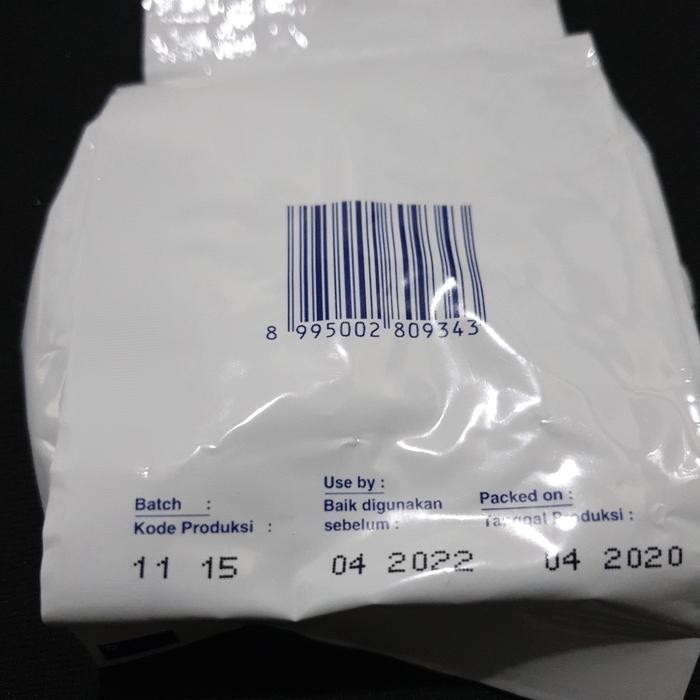 8 995002 809343
Batch :
Kode Produksi :
11 15
Use by :
Baik digunakan
sebelum :
04 2022
Packed on :
Tanggal Produksi :
04 2020